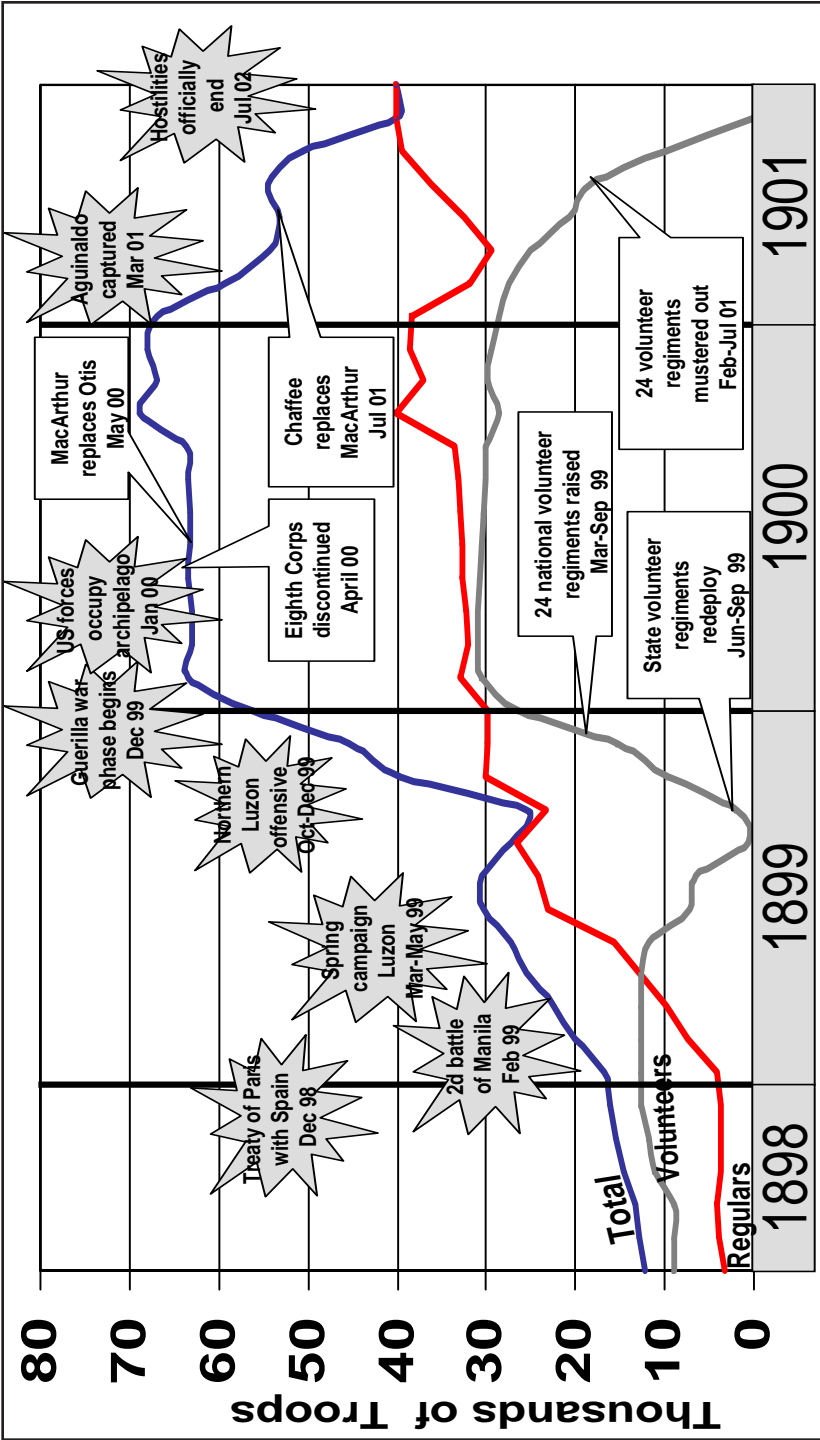 Thousands of Troops
80
70
60
50
40
30
20
10
0
Treaty of Paris
with Spain
Dec 98
2d battle
of Manila
Feb 99
Spring
campaign
Luzon
Mar-May 99
Northern
Luzon
offensive
Oct-Dec 99
Guerilla war
phase begins
Dec 99
US forces
occupy
archipelago
Jan 00
MacArthur
replaces Otis
May 00
Aguinaldo
captured
Mar 01
Hostilities
officially
end
Jul 02
Eighth Corps
discontinued
April 00
Chaffee
replaces
MacArthur
Jul 01
24 national volunteer
regiments raised
Mar-Sep 99
State volunteer
regiments
redeploy
Jun-Sep 99
24 volunteer
regiments
mustered out
Feb-Jul 01
Total
Volunteers
Regulars
1898
1899
1900
1901